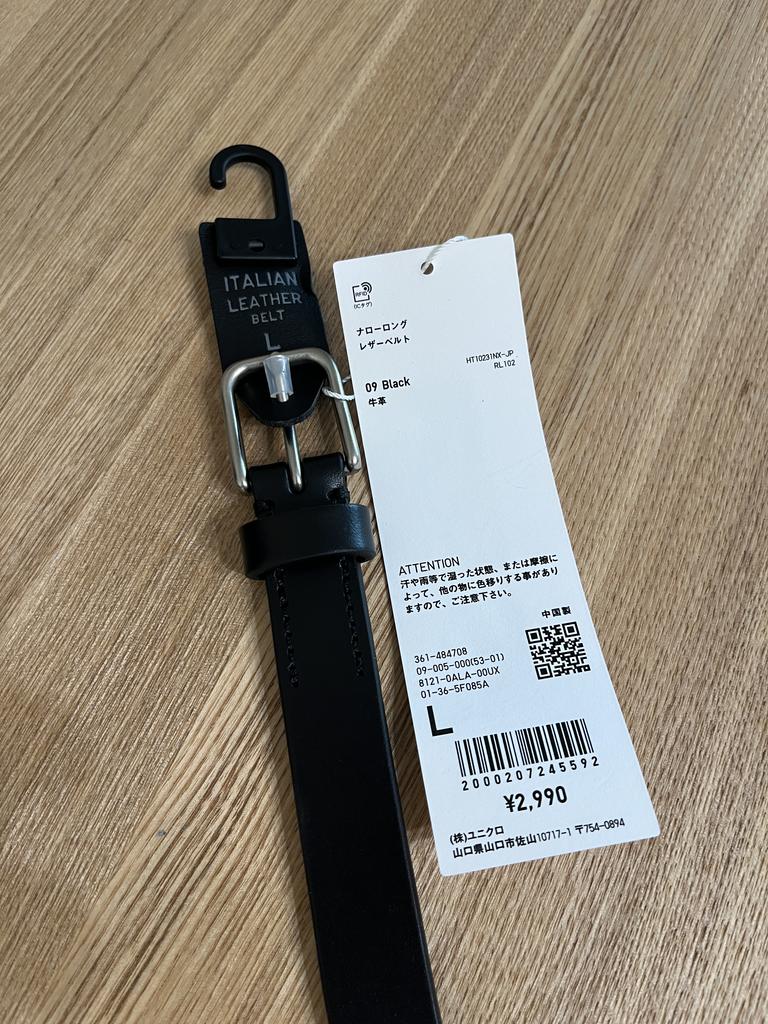 ITALIAN
LEATHER
BELT
L
RFID
(ICタグ)
ナローロング
レザーベルト
HT10231NX-JP
RL102
09 Black
牛革
ATTENTION
汗や雨等で湿った状態、または摩擦に
よって、他の物に色移りする事があり
ますので、ご注意下さい。
中国製
361-484708
09-005-000(53-01)
8121-0ALA-00UX
01-36-5F085A
L
2000207245592
¥2,990
(株)ユニクロ
山口県山口市佐山10717-1 〒754-0894